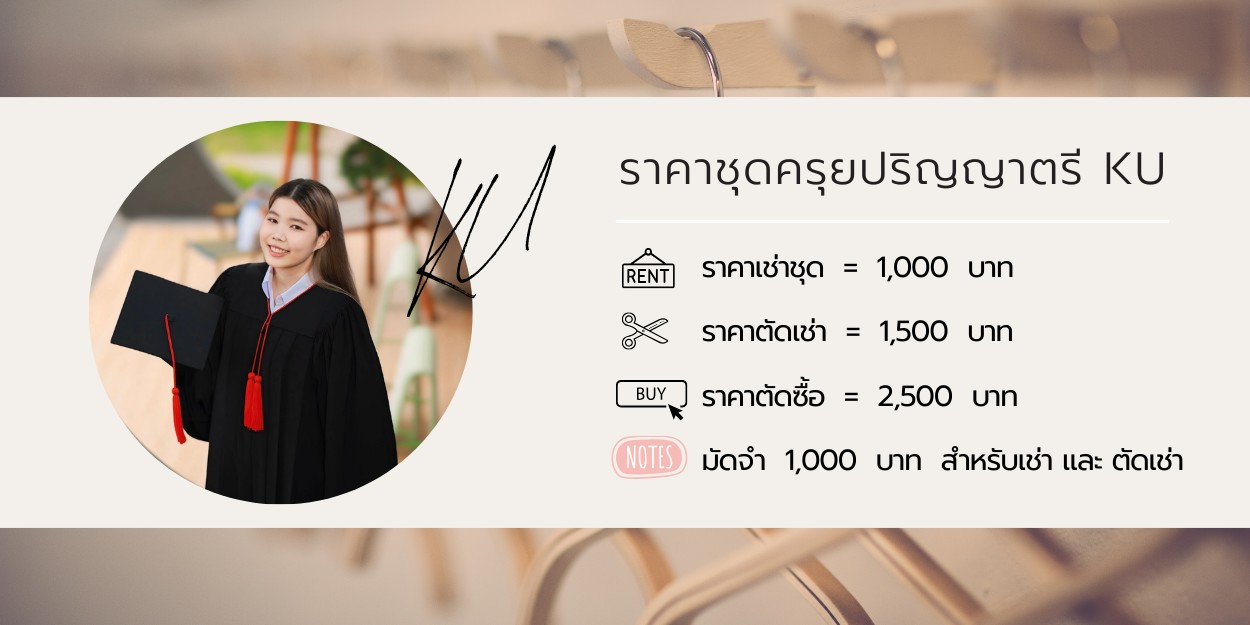 KU
ราคาชุดครุยปริญญาตรี KU
RENT ราคาเช่าชุด = 1,000 บาท
ราคาตัดเช่า = 1,500 บาท
BUY ราคาตัดซื้อ = 2,500 บาท
NOTES มัดจำ 1,000 บาท สำหรับเช่า และ ตัดเช่า